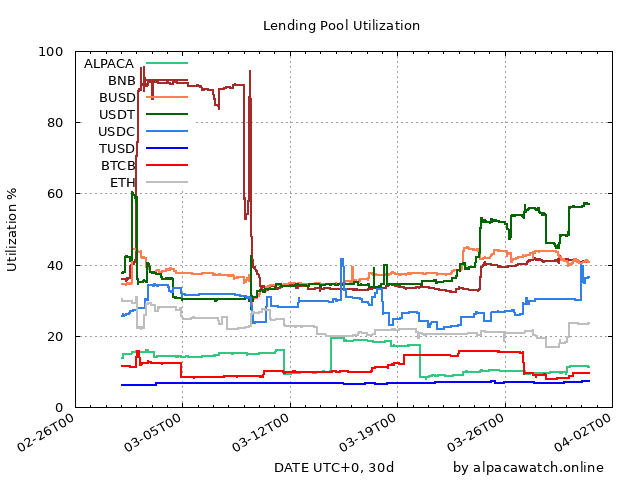 Lending Pool Utilization
Utilization %
100
80
60
40
20
0
ALPACA
BNB
BUSD
USDT
USDC
TUSD
BTCB
ETH
02-26T00
03-05T00
03-12T00
03-19T00
03-26T00
04-02T00
DATE UTC+0, 30d
by alpacawatch.online